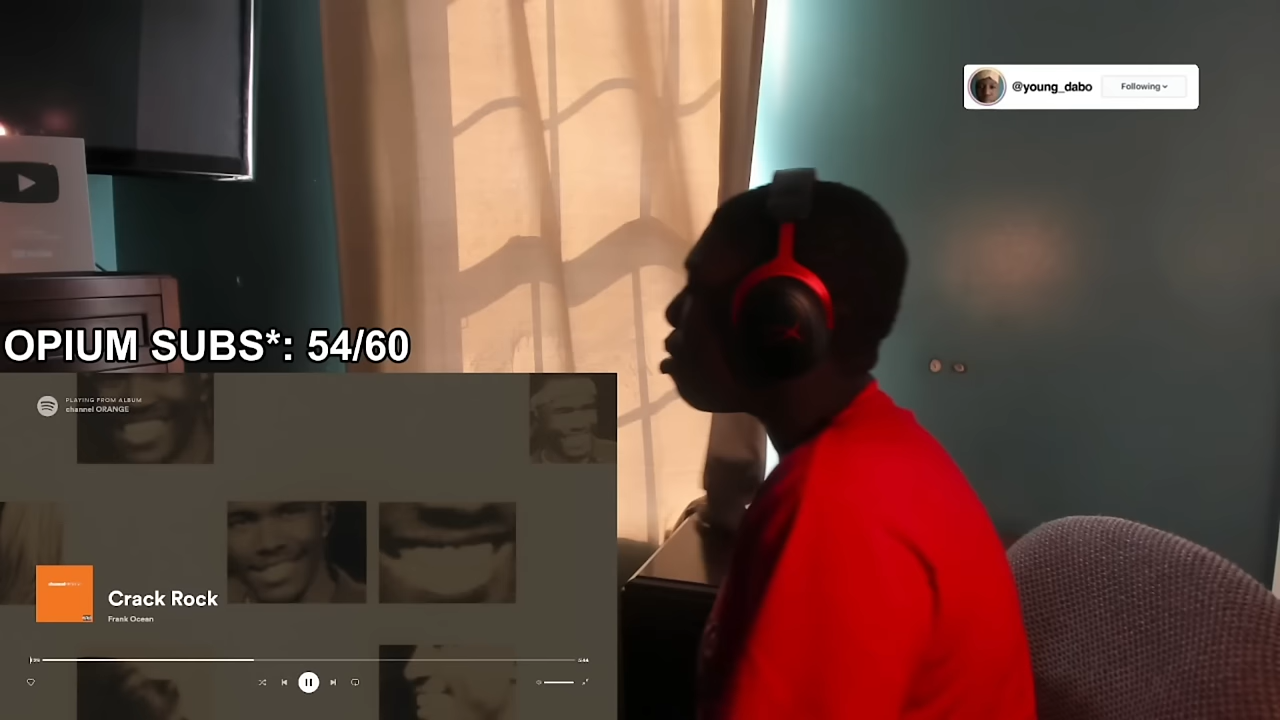 @young_dabo
Following
OPIUM SUBS*: 54/60
PLAYING FROM ALBUM
channel ORANGE
Crack Rock
Frank Ocean